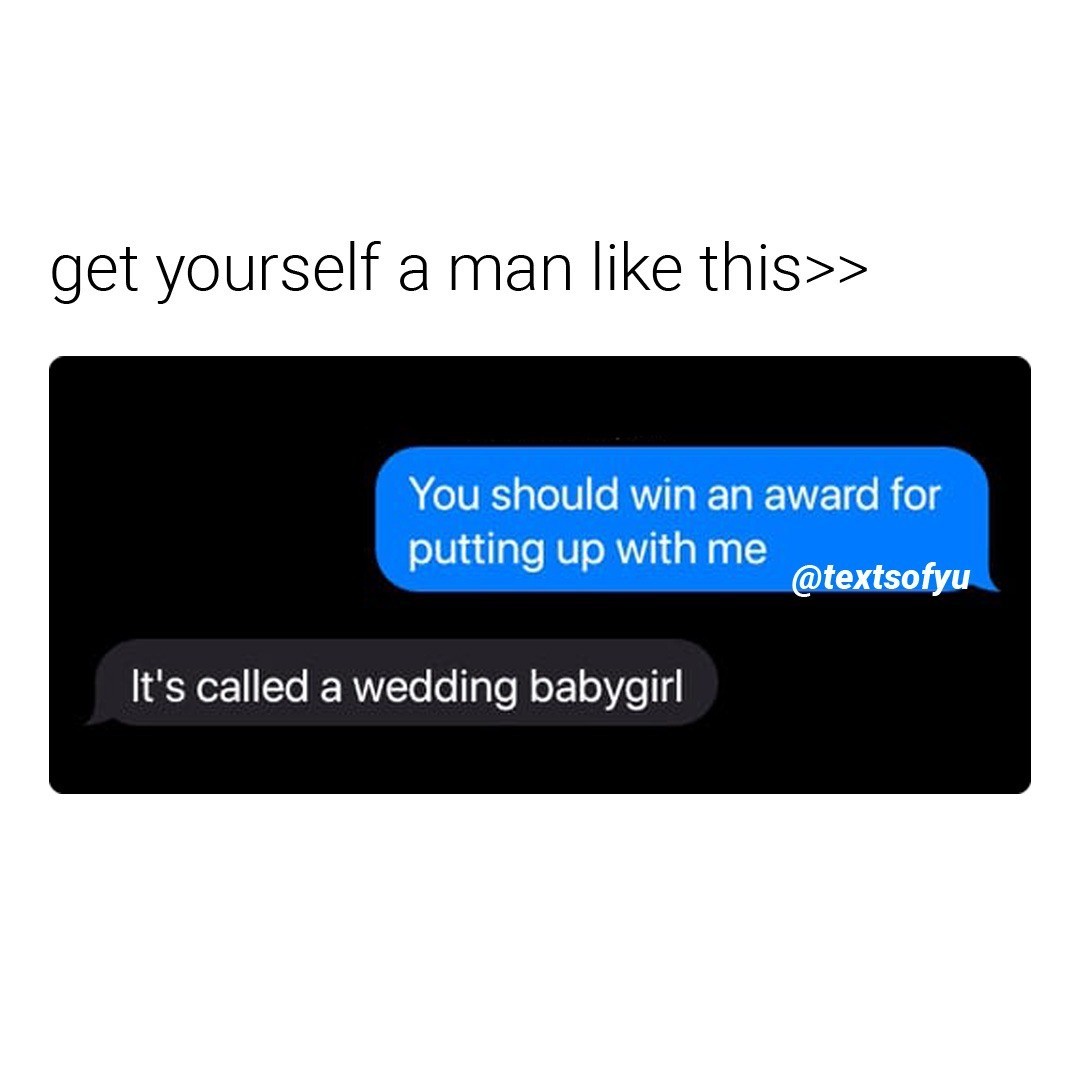 get yourself a man like this>>
You should win an award for
putting up with me
@textsofyu
It's called a wedding babygirl